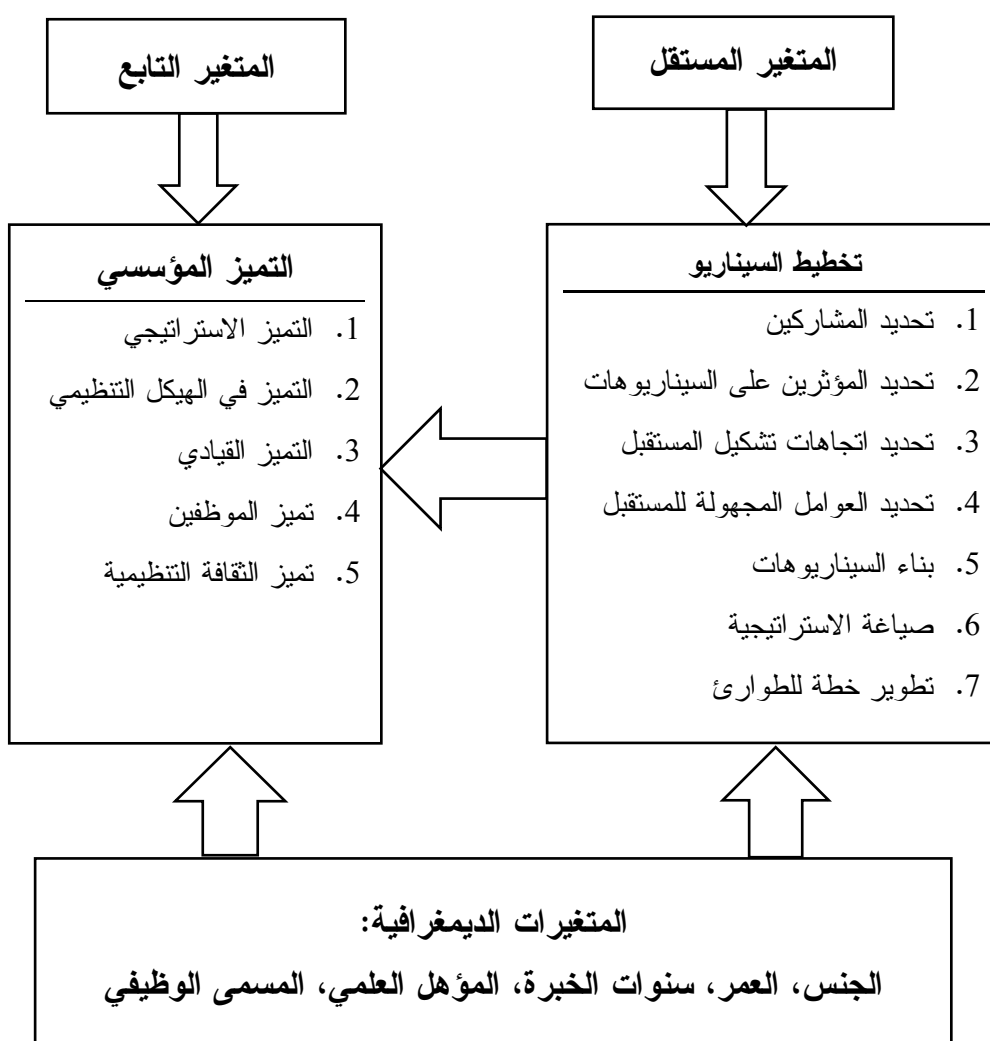 المتغير المستقل
المتغير التابع
تخطيط السيناريو
1. تحديد المشاركين
2. تحديد المؤثرين على السيناريوهات
3. تحديد اتجاهات تشكيل المستقبل
4. تحديد العوامل المجهولة للمستقبل
5. بناء السيناريوهات
6. صياغة الاستراتيجية
7. تطوير خطة للطوارئ
التميز المؤسسي
1. التميز الاستراتيجي
2. التميز في الهيكل التنظيمي
3. التميز القيادي
4. تميز الموظفين
5. تميز الثقافة التنظيمية
المتغيرات الديمغرافية:
الجنس، العمر، سنوات الخبرة، المؤهل العلمي، المسمى الوظيفي